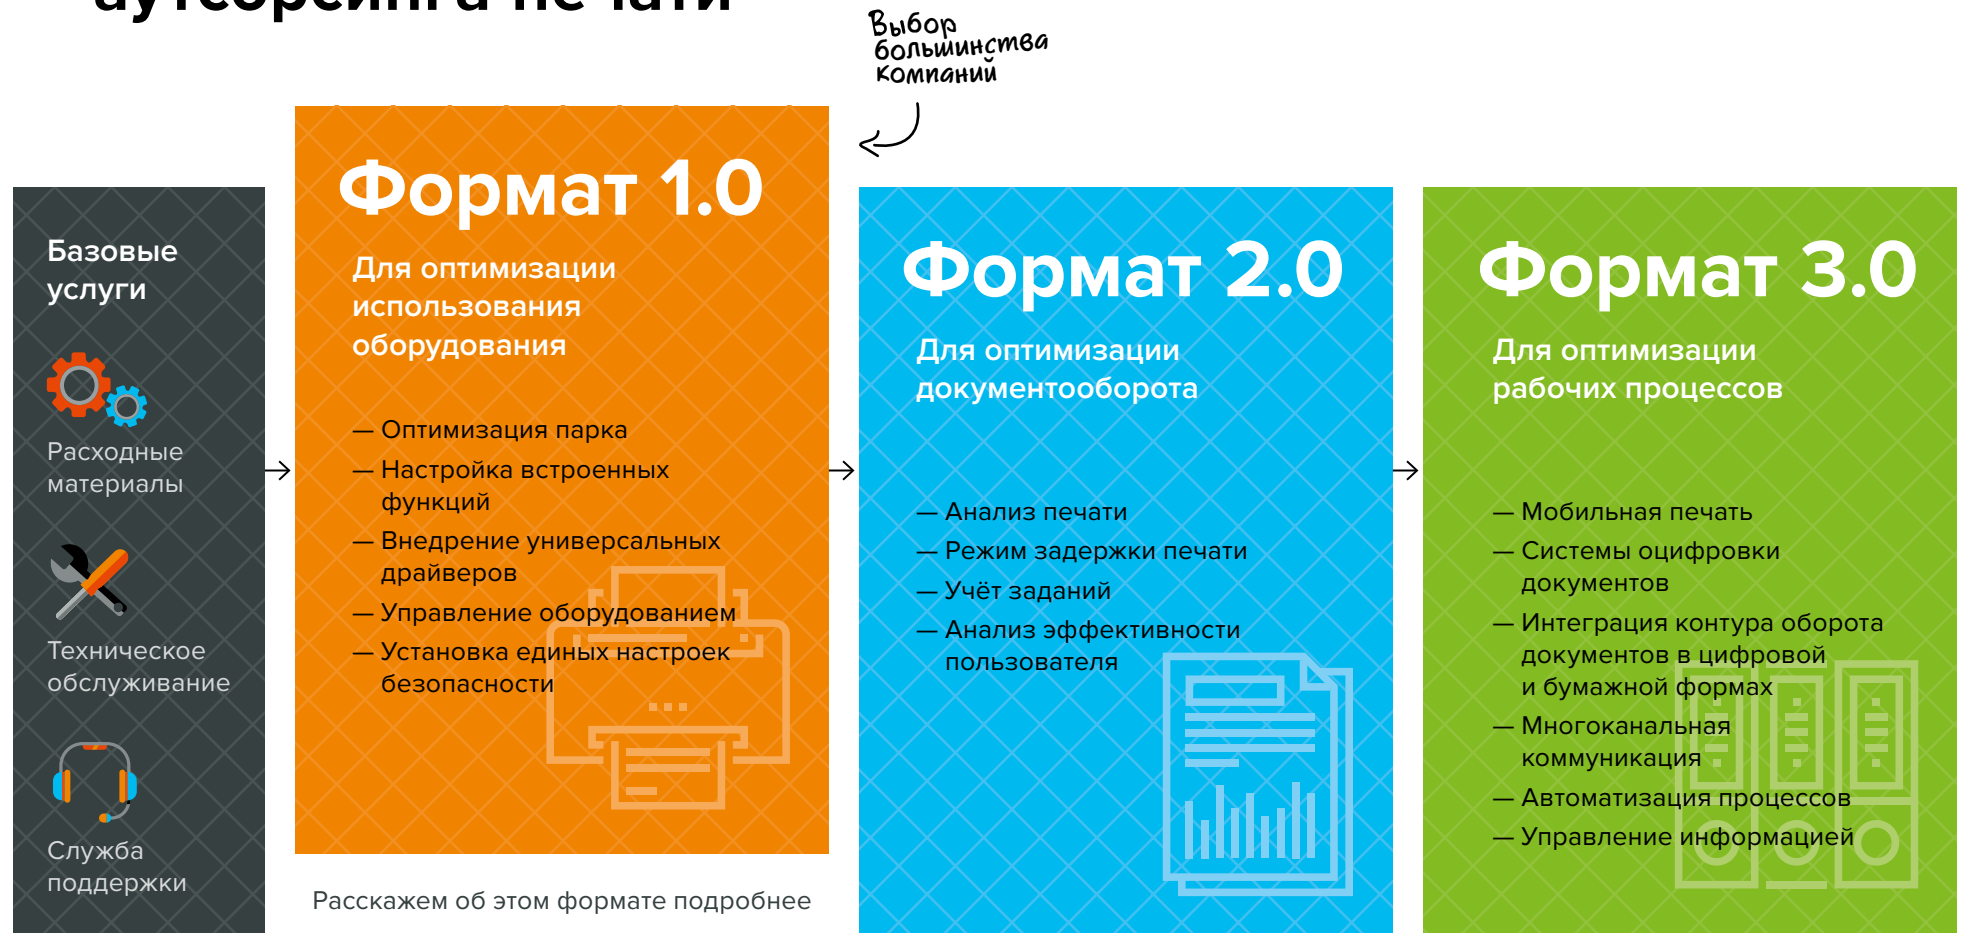 аутсорсинга печати
Выбор
большинства
компаний
Базовые
услуги
Расходные
материалы
Техническое
обслуживание
Служба
поддержки
Формат 1.0
Для оптимизации
использования
оборудования
— Оптимизация парка
— Настройка встроенных
функций
— Внедрение универсальных
драйверов
— Управление оборудованием
— Установка единых настроек
безопасности
Расскажем об этом формате подробнее
Формат 2.0
Для оптимизации
документооборота
— Анализ печати
— Режим задержки печати
— Учёт заданий
— Анализ эффективности
пользователя
Формат 3.0
Для оптимизации
рабочих процессов
— Мобильная печать
— Системы оцифровки
документов
— Интеграция контура оборота
документов в цифровой
и бумажной формах
— Многоканальная
коммуникация
— Автоматизация процессов
— Управление информацией